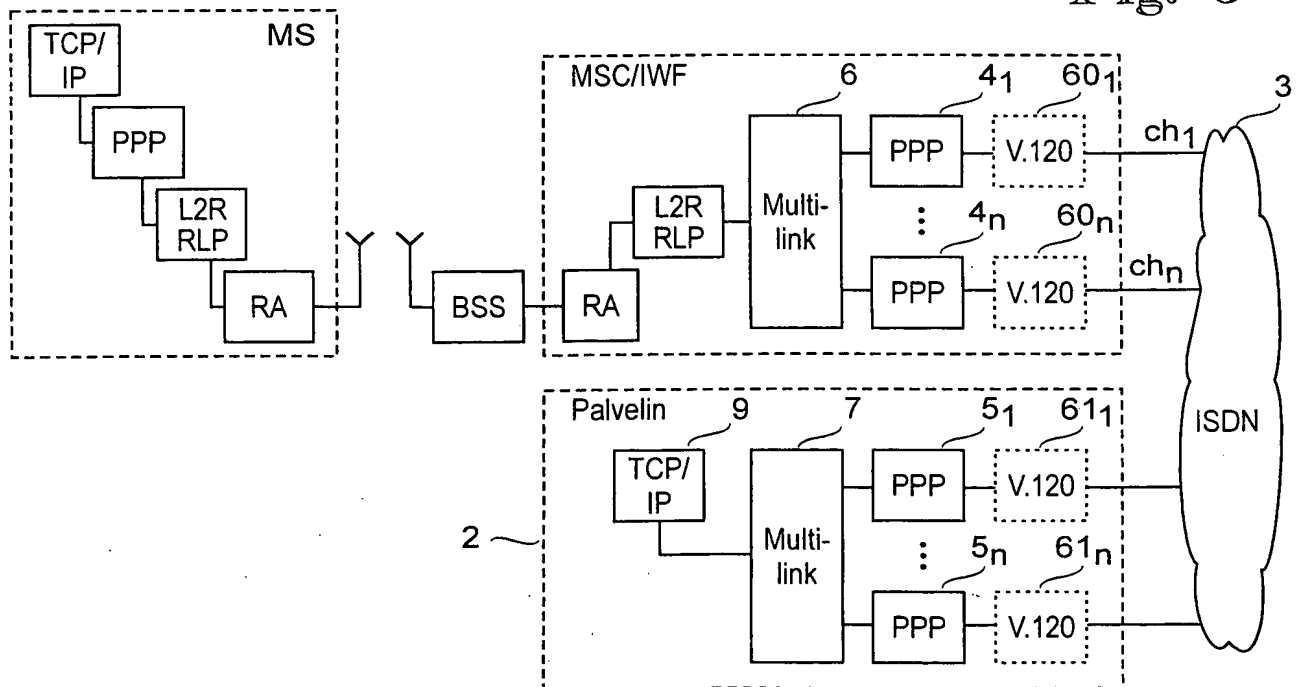 Fig.
MS
TCP/
IP
PPP
L2R
RLP
RA
BSS
MSC/IWF
RA
L2R
RLP
6
Multi-
link
4₁
PPP
60₁
V.120
ch₁
4ₙ
PPP
60ₙ
V.120
chₙ
3
ISDN
2
Palvelin
9
TCP/
IP
7
Multi-
link
5₁
PPP
61₁
V.120
5ₙ
PPP
61ₙ
V.120